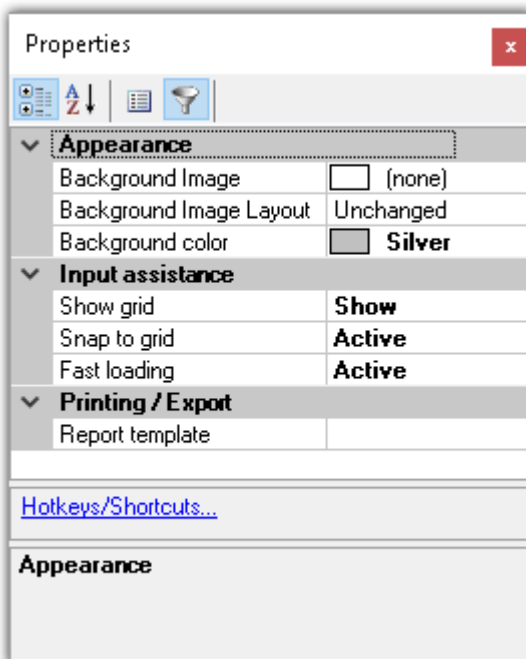 Properties
x
A
Z
Appearance
Background Image (none)
Background Image Layout Unchanged
Background color Silver
Input assistance
Show grid Show
Snap to grid Active
Fast loading Active
Printing / Export
Report template
Hotkeys/Shortcuts...
Appearance